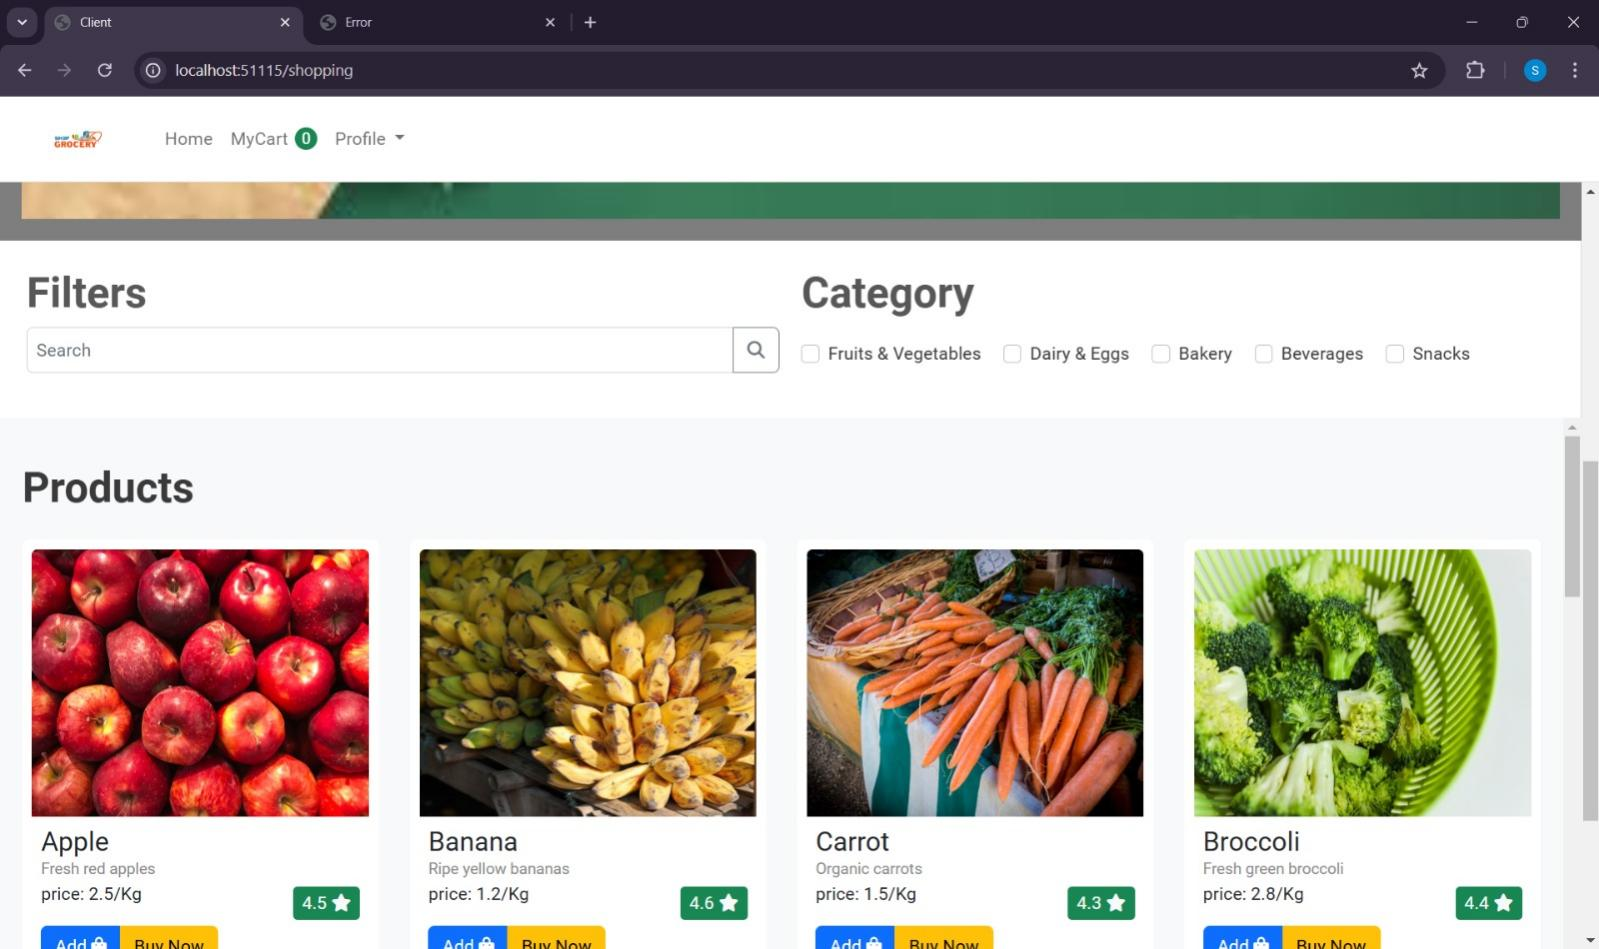 Client
Error
localhost:51115/shopping
S
SHOP
GROCERY
Home MyCart 0 Profile
Filters
Category
Search
Fruits & Vegetables Dairy & Eggs Bakery Beverages Snacks
Products
Apple
Fresh red apples
price: 2.5/Kg
4.5
Add Buy Now
Banana
Ripe yellow bananas
price: 1.2/Kg
4.6
Add Buy Now
Carrot
Organic carrots
price: 1.5/Kg
4.3
Add Buy Now
Broccoli
Fresh green broccoli
price: 2.8/Kg
4.4
Add Buy Now